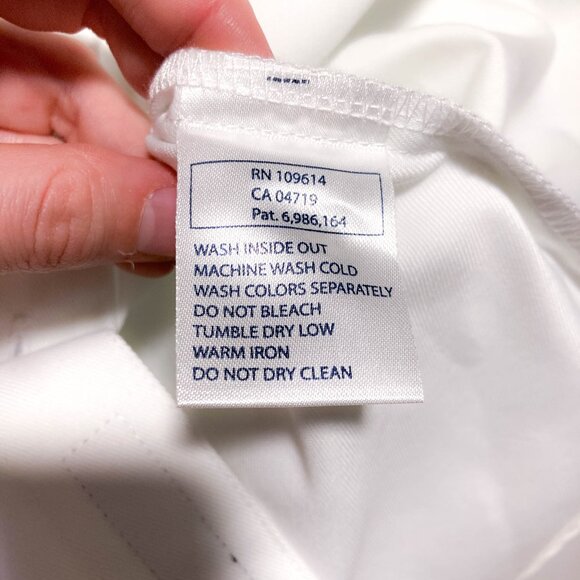 RN 109614
CA 04719
Pat. 6,986,164
WASH INSIDE OUT
MACHINE WASH COLD
WASH COLORS SEPARATELY
DO NOT BLEACH
TUMBLE DRY LOW
WARM IRON
DO NOT DRY CLEAN